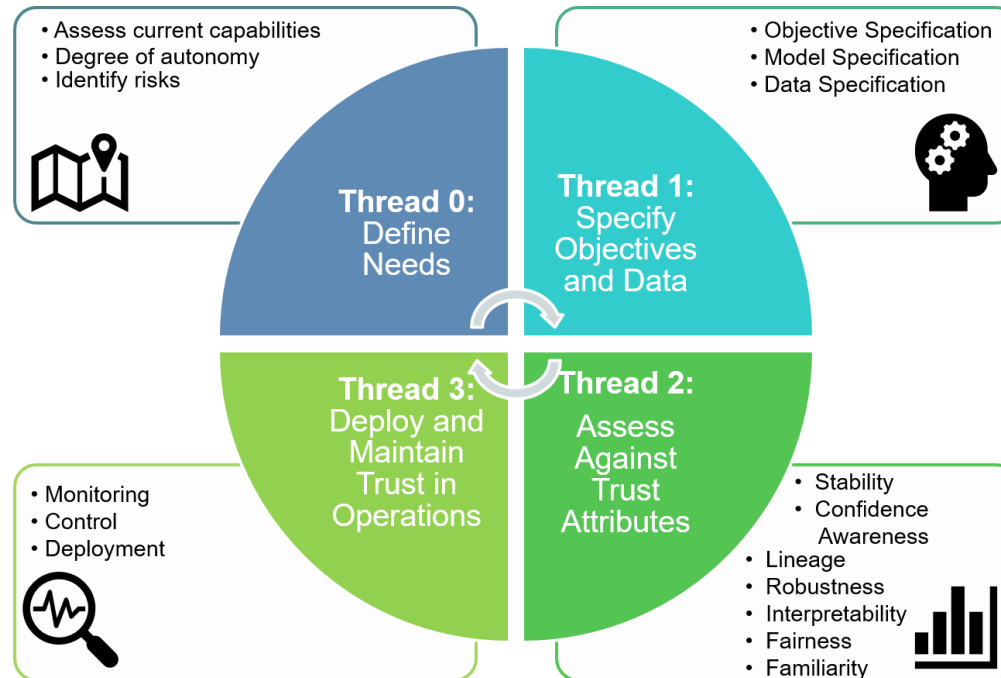 • Assess current capabilities
• Degree of autonomy
• Identify risks
• Objective Specification
• Model Specification
• Data Specification
Thread 0:
Define
Needs
Thread 1:
Specify
Objectives
and Data
Thread 3:
Deploy and
Maintain
Trust in
Operations
Thread 2:
Assess
Against
Trust
Attributes
• Monitoring
• Control
• Deployment
• Stability
• Confidence
Awareness
• Lineage
• Robustness
• Interpretability
• Fairness
• Familiarity